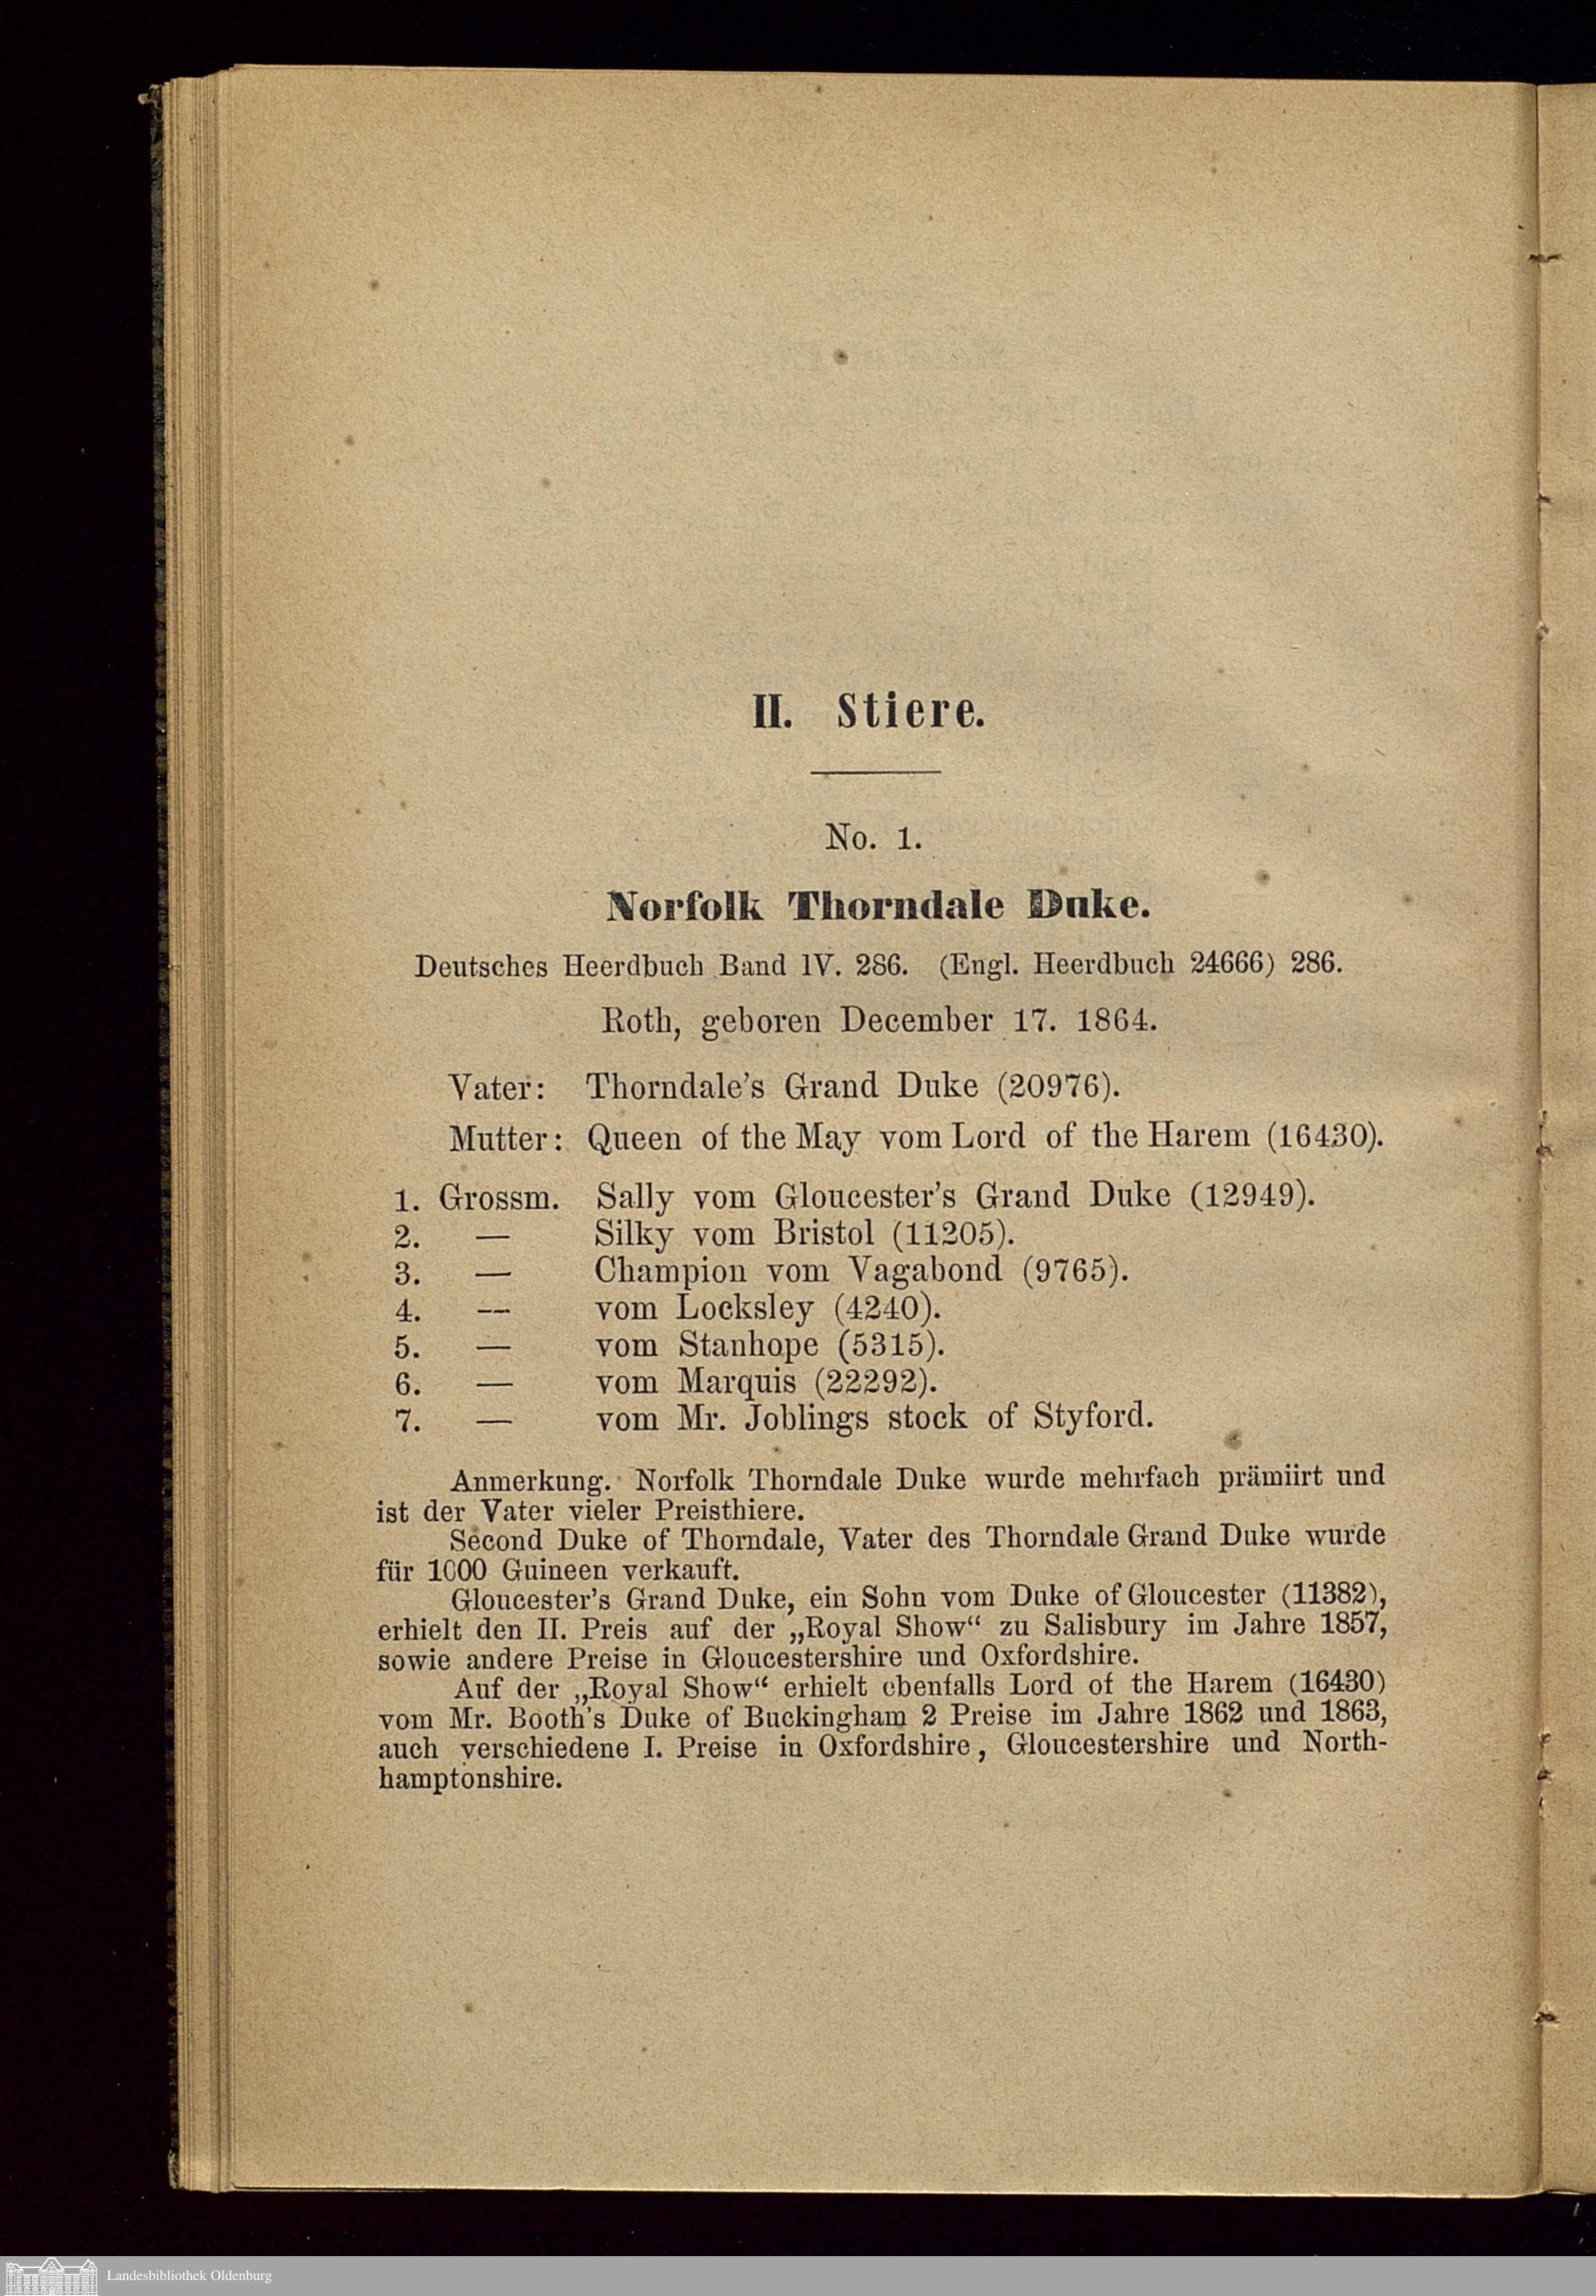 II. Stiere.
No. 1.
Norfolk Thorndale Duke.
Deutsches Heerdbuch Band IV. 286. (Engl. Heerdbuch 24666) 286.
Roth, geboren December 17. 1864.
Vater: Thorndale's Grand Duke (20976).
Mutter: Queen of the May vom Lord of the Harem (16430).
1. Grossm. Sally vom Gloucester's Grand Duke (12949).
2. — Silky vom Bristol (11205).
3. — Champion vom Vagabond (9765).
4. — vom Locksley (4240).
5. — vom Stanhope (5315).
6. — vom Marquis (22292).
7. — vom Mr. Joblings stock of Styford.
Anmerkung. Norfolk Thorndale Duke wurde mehrfach prämiirt und
ist der Vater vieler Preisthiere.
Second Duke of Thorndale, Vater des Thorndale Grand Duke wurde
für 1000 Guineen verkauft.
Gloucester's Grand Duke, ein Sohn vom Duke of Gloucester (11382),
erhielt den II. Preis auf der „Royal Show“ zu Salisbury im Jahre 1857,
sowie andere Preise in Gloucestershire und Oxfordshire.
Auf der „Royal Show“ erhielt ebenfalls Lord of the Harem (16430)
vom Mr. Booth's Duke of Buckingham 2 Preise im Jahre 1862 und 1863,
auch verschiedene I. Preise in Oxfordshire, Gloucestershire und North-
hamptonshire.
Landesbibliothek Oldenburg